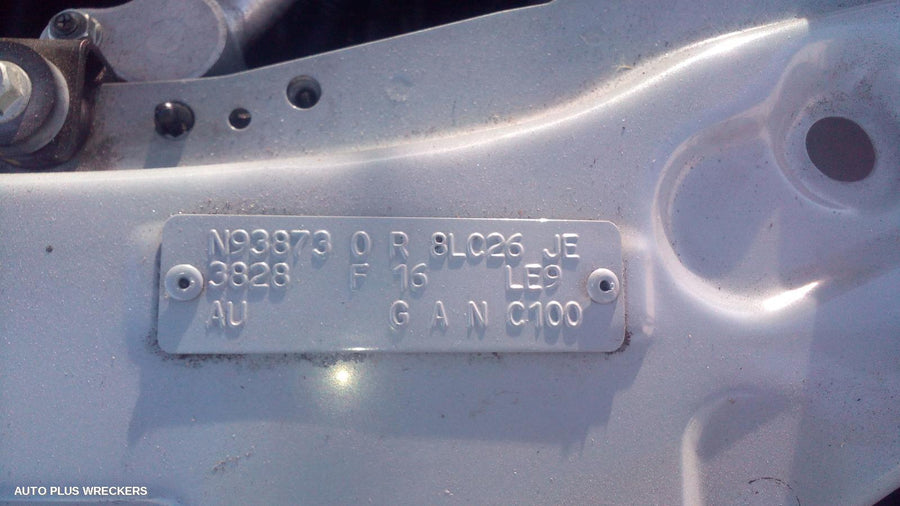 N93873 0 R 8LC26 JE
3828 F 16 LE9
AU G A N C100
AUTO PLUS WRECKERS